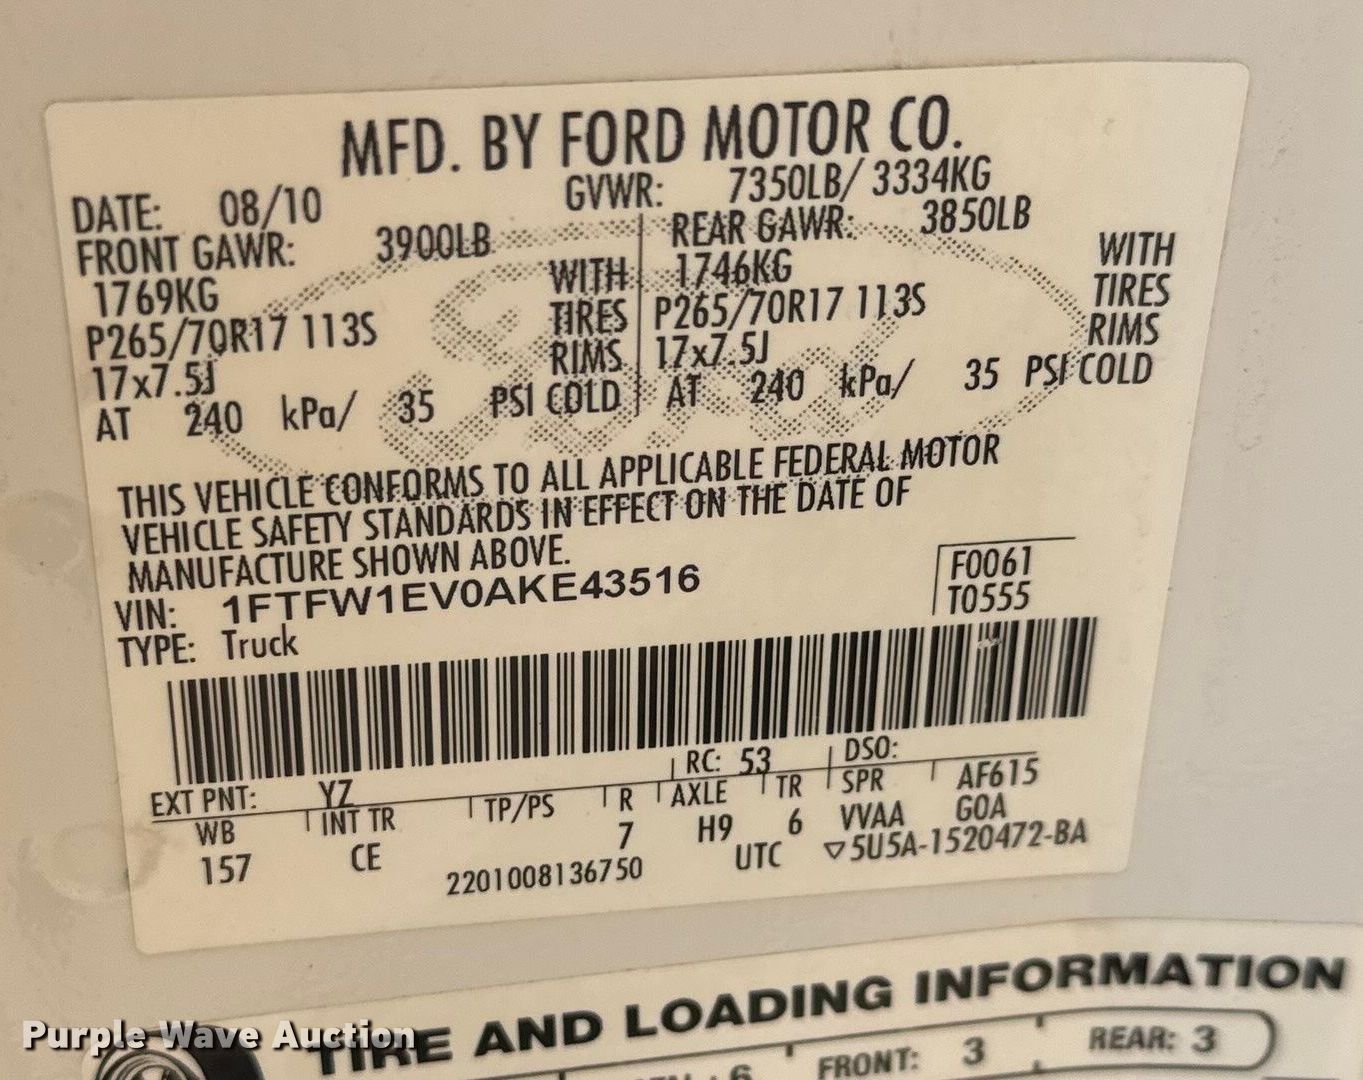 MFD. BY FORD MOTOR CO.
DATE: 08/10 GVWR: 7350LB/ 3334KG
FRONT GAWR: 3900LB REAR GAWR: 3850LB
1769KG WITH 1746KG WITH
P265/70R17 113S TIRES P265/70R17 113S TIRES
17x7.5J RIMS 17x7.5J RIMS
AT 240 kPa/ 35 PSI COLD AT 240 kPa/ 35 PSI COLD
Ford
THIS VEHICLE CONFORMS TO ALL APPLICABLE FEDERAL MOTOR
VEHICLE SAFETY STANDARDS IN EFFECT ON THE DATE OF
MANUFACTURE SHOWN ABOVE.
VIN: 1FTFW1EV0AKE43516 F0061
TYPE: Truck T0555
EXT PNT: YZ RC: 53 DSO:
WB INT TR TP/PS R AXLE TR SPR AF615
157 CE 7 H9 6 VVAA GOA
2201008136750 UTC ▽5U5A-1520472-BA
TIRE AND LOADING INFORMATION
6 FRONT: 3 REAR: 3
Purple Wave Auction